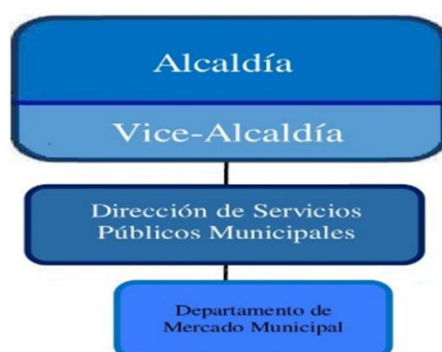 Alcaldía
Vice-Alcaldía
Dirección de Servicios
Públicos Municipales
Departamento de
Mercado Municipal